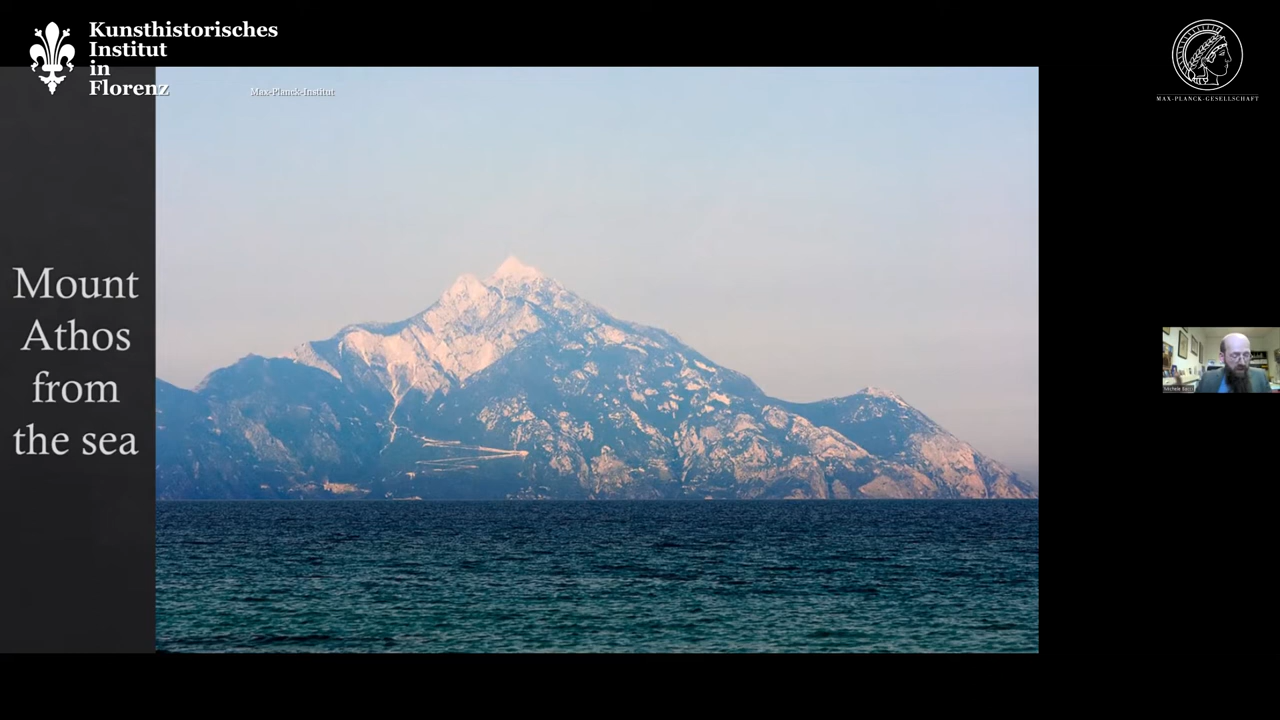 Kunsthistorisches
Institut
in
Florenz
Max-Planck-Institut
MAX-PLANCK-GESELLSCHAFT
Mount
Athos
from
the sea